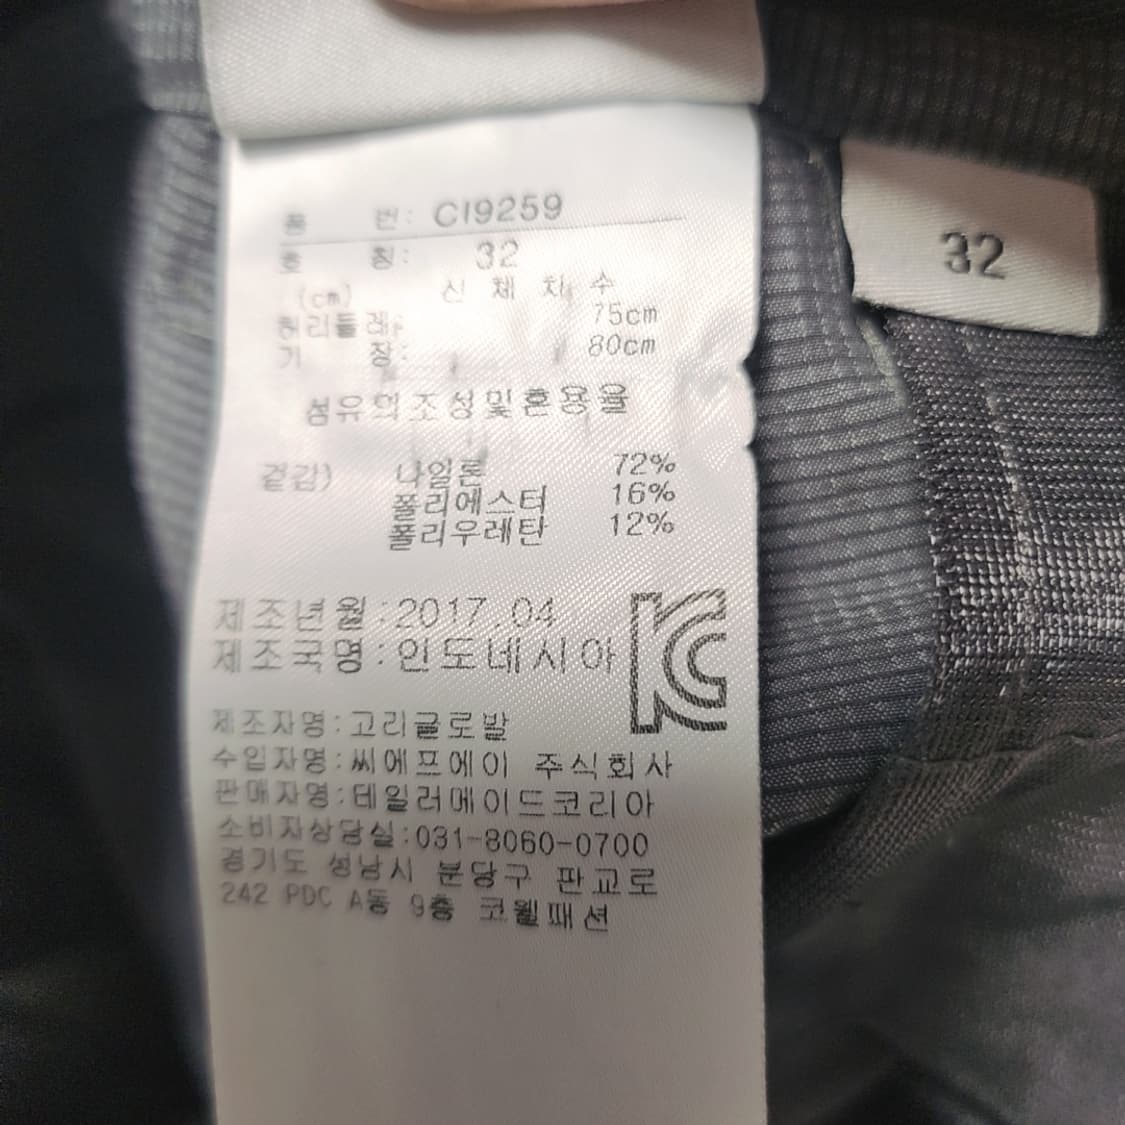 품 번: CI9259
호 칭: 32
(cm) 신 체 치 수
허리둘레: 75cm
기 장: 80cm
섬유의조성및혼용율
겉감) 나일론 72%
폴리에스터 16%
폴리우레탄 12%
제조년월:2017.04
제조국명:인도네시아
제조자명:고리글로발
수입자명:씨에프에이 주식회사
판매자명:테일러메이드코리아
소비자상담실:031-8060-0700
경기도 성남시 분당구 판교로
242 PDC A동 9층 코웰패션
32